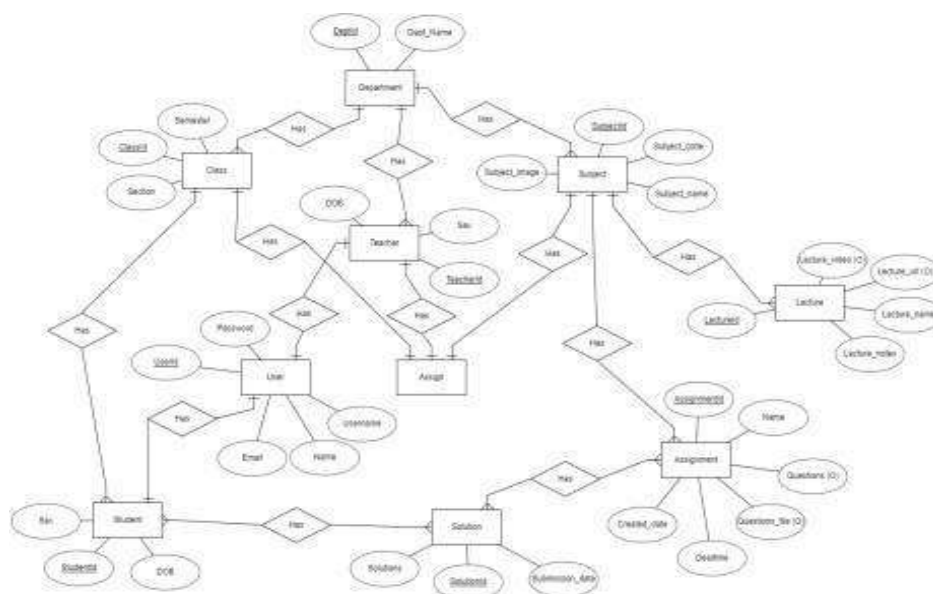 DeptId
Dept_Name
Department
Has
Has
Has
Semester
ClassId
Class
Section
SubjectId
Subject_code
Subject_image
Subject
Subject_name
DOB
Sex
Teacher
TeacherId
Has
Has
Has
Has
Has
Has
Has
Has
Has
Has
Has
Lecture_video (O)
Lecture_url (O)
Lecture
Lecture_name
LectureId
Lecture_notes
Password
UserId
User
Username
Email
Name
Assign
AssignmentId
Name
Assignment
Questions (O)
Questions_file (O)
Created_date
Deadline
Sex
Student
StudentId
DOB
Solution
Solutions
SolutionId
Submission_date